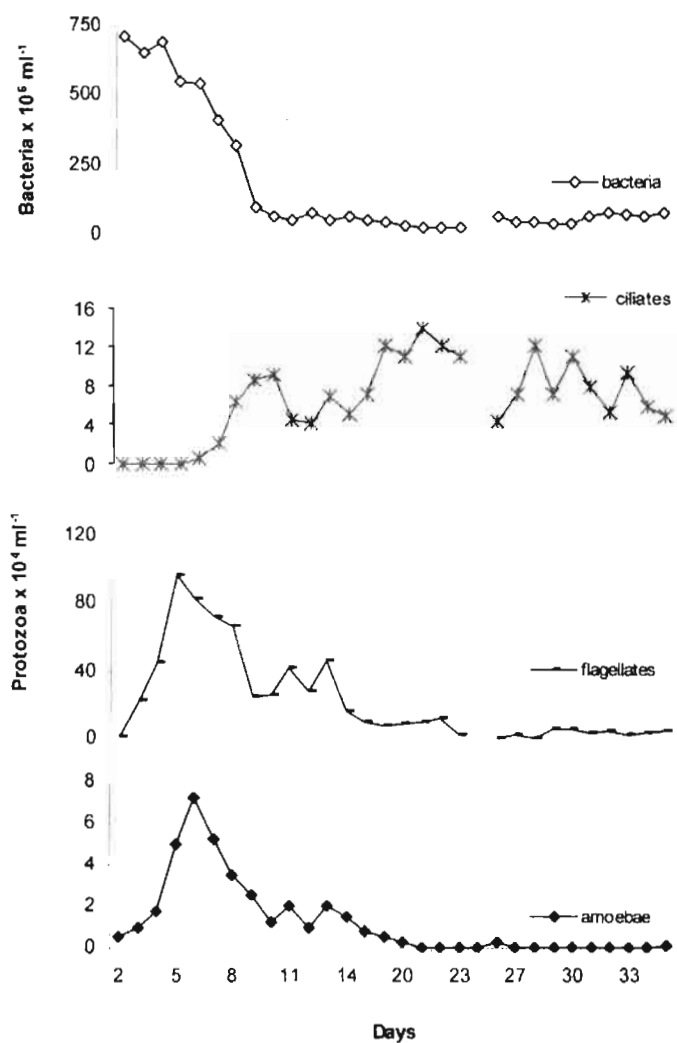 750
500
250
0
Bacteria x 10⁶ ml⁻¹
bacteria
ciliates
16
12
8
4
0
Protozoa x 10⁴ ml⁻¹
120
80
40
0
flagellates
8
6
4
2
0
amoebae
2 5 8 11 14 17 20 23 27 30 33
Days